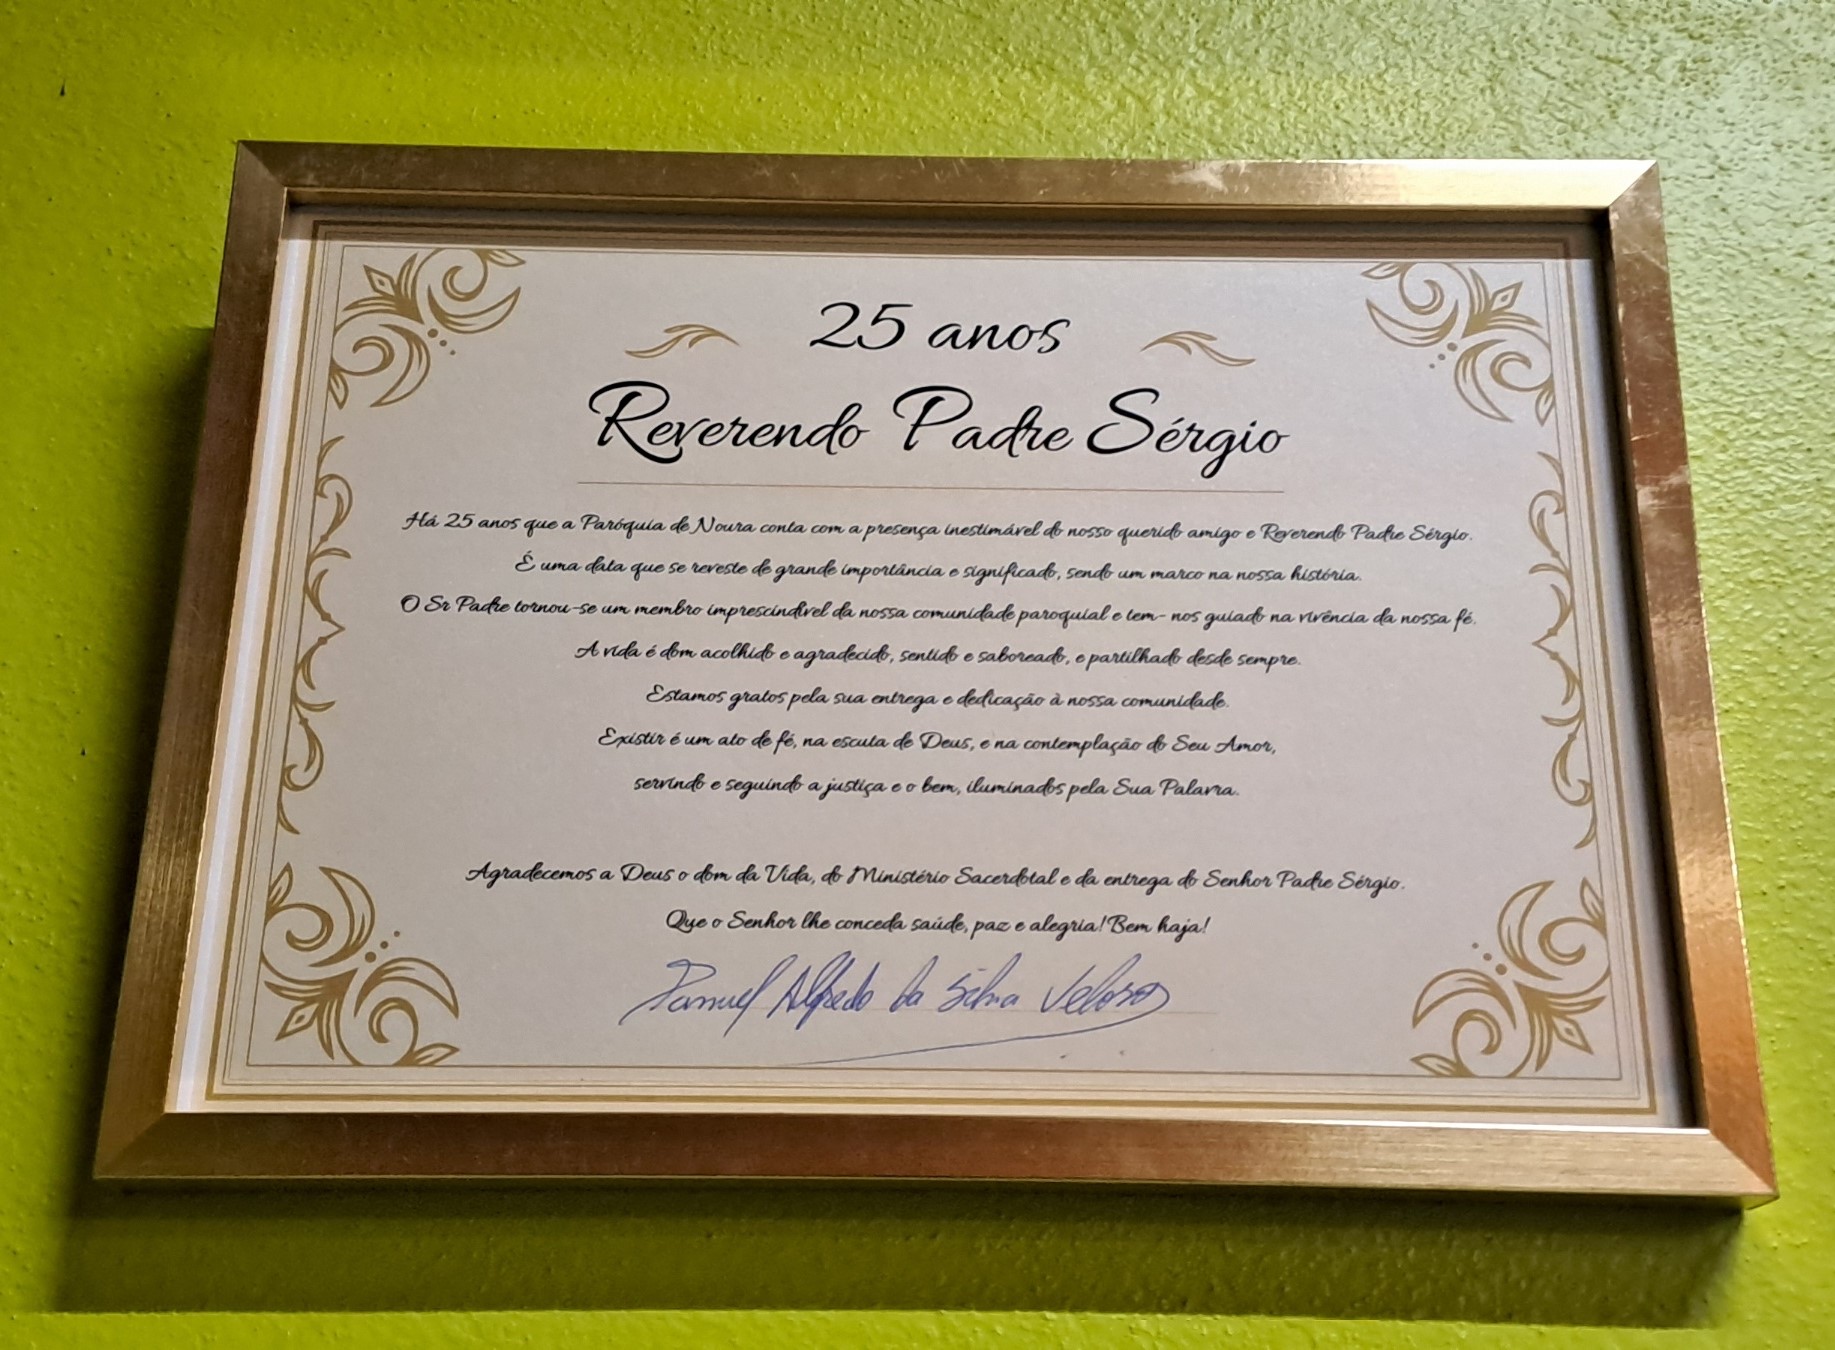 25 anos
Reverendo Padre Sérgio
Há 25 anos que a Paróquia de Noura conta com a presença inestimável do nosso querido amigo e Reverendo Padre Sérgio.
É uma data que se reveste de grande importância e significado, sendo um marco na nossa história.
O Sr Padre tornou-se um membro imprescindível da nossa comunidade paroquial e tem- nos guiado na vivência da nossa fé.
A vida é dom acolhido e agradecido, sentido e saboreado, e partilhado desde sempre.
Estamos gratos pela sua entrega e dedicação à nossa comunidade.
Existir é um ato de fé, na escuta de Deus, e na contemplação do Seu Amor,
servindo e seguindo a justiça e o bem, iluminados pela Sua Palavra.
Agradecemos a Deus o dom da Vida, do Ministério Sacerdotal e da entrega do Senhor Padre Sérgio.
Que o Senhor lhe conceda saúde, paz e alegria! Bem haja!
Alfredo da Silva Veloso